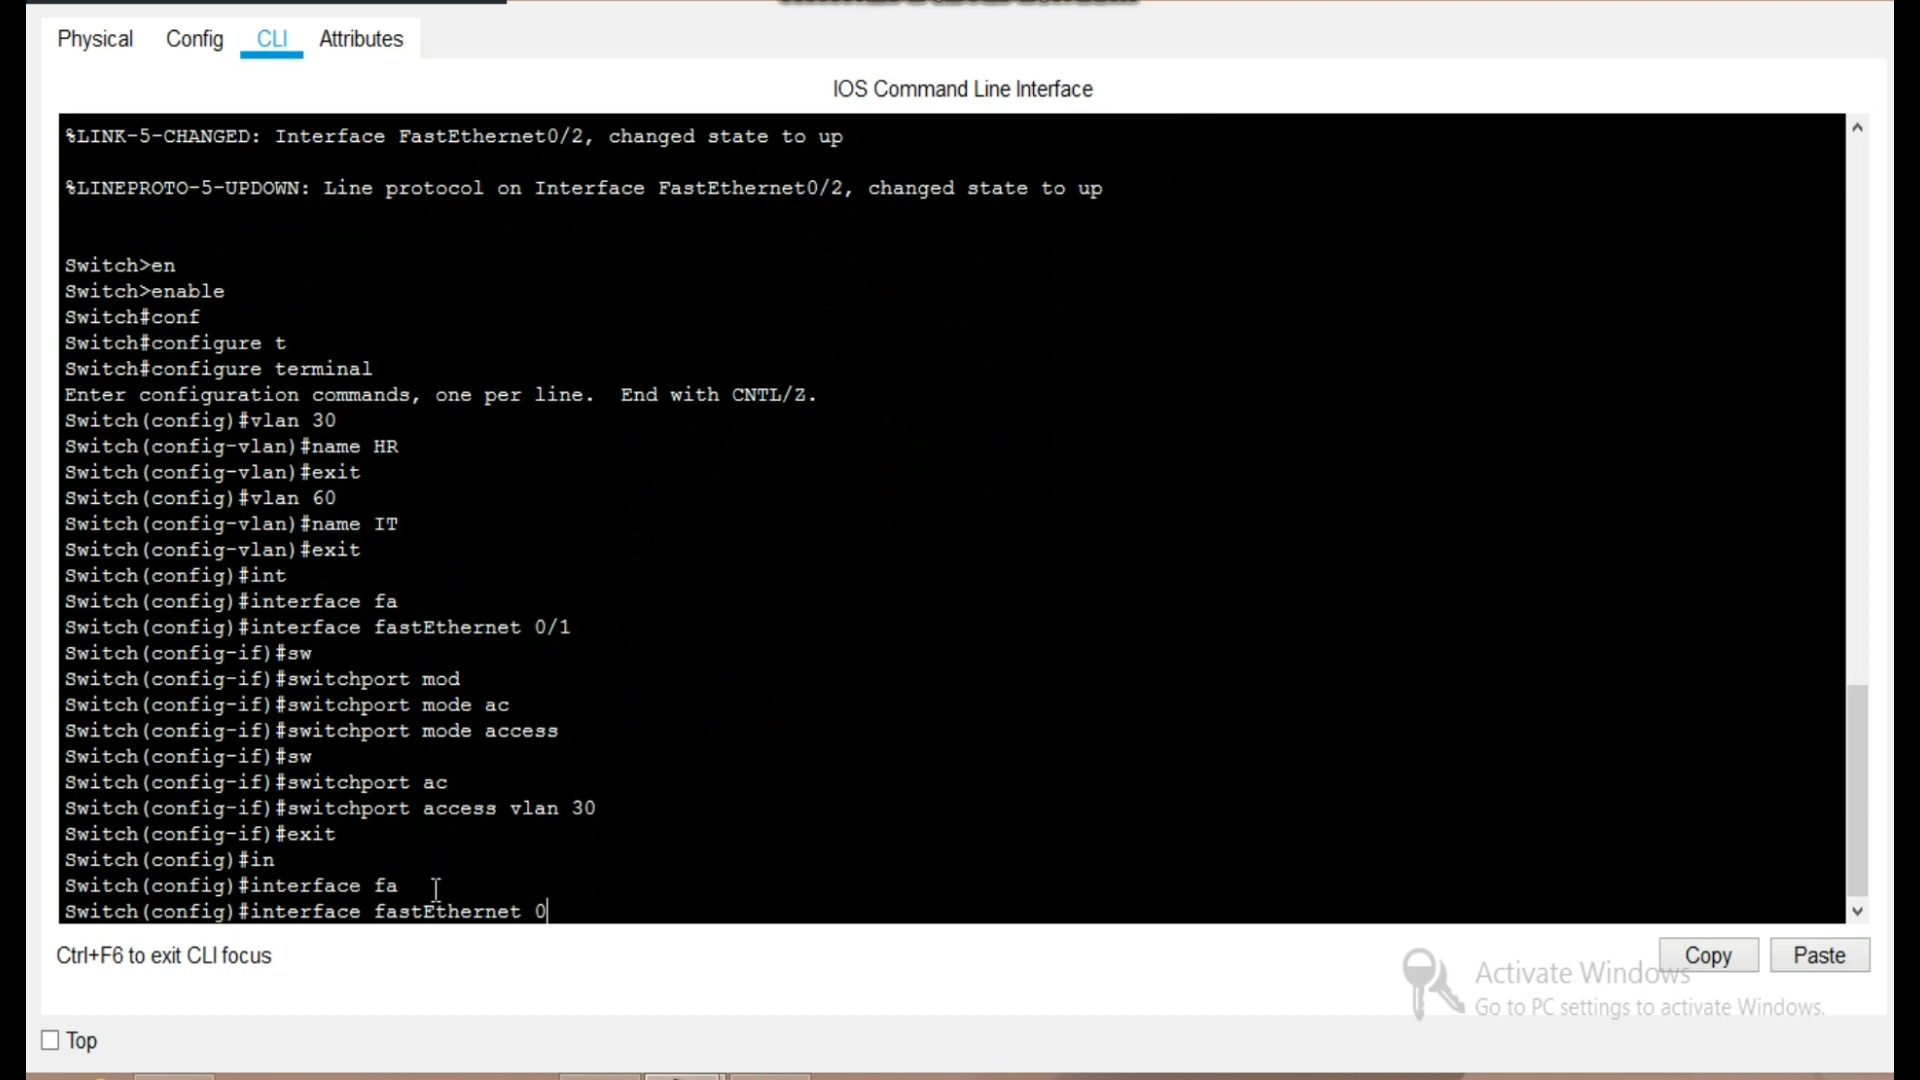 Physical Config CLI Attributes
IOS Command Line Interface
%LINK-5-CHANGED: Interface FastEthernet0/2, changed state to up
%LINEPROTO-5-UPDOWN: Line protocol on Interface FastEthernet0/2, changed state to up
Switch>en
Switch>enable
Switch#conf
Switch#configure t
Switch#configure terminal
Enter configuration commands, one per line.  End with CNTL/Z.
Switch(config)#vlan 30
Switch(config-vlan)#name HR
Switch(config-vlan)#exit
Switch(config)#vlan 60
Switch(config-vlan)#name IT
Switch(config-vlan)#exit
Switch(config)#int
Switch(config)#interface fa
Switch(config)#interface fastEthernet 0/1
Switch(config-if)#sw
Switch(config-if)#switchport mod
Switch(config-if)#switchport mode ac
Switch(config-if)#switchport mode access
Switch(config-if)#sw
Switch(config-if)#switchport ac
Switch(config-if)#switchport access vlan 30
Switch(config-if)#exit
Switch(config)#in
Switch(config)#interface fa
Switch(config)#interface fastEthernet 0
Ctrl+F6 to exit CLI focus
Copy Paste
Activate Windows
Go to PC settings to activate Windows.
Top